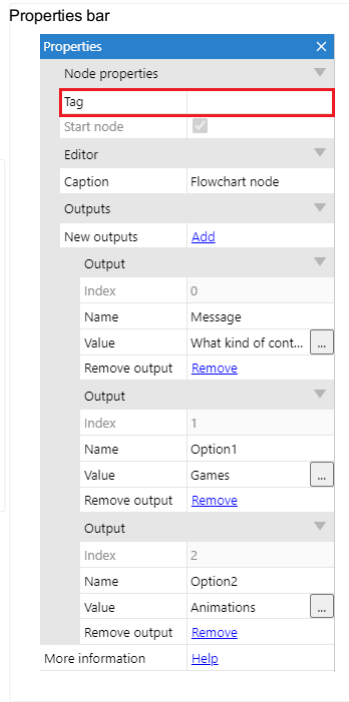 Properties bar
Properties
Node properties
Tag
Start node
Editor
Caption Flowchart node
Outputs
New outputs Add
Output
Index 0
Name Message
Value What kind of cont... ...
Remove output Remove
Output
Index 1
Name Option1
Value Games ...
Remove output Remove
Output
Index 2
Name Option2
Value Animations ...
Remove output Remove
More information Help